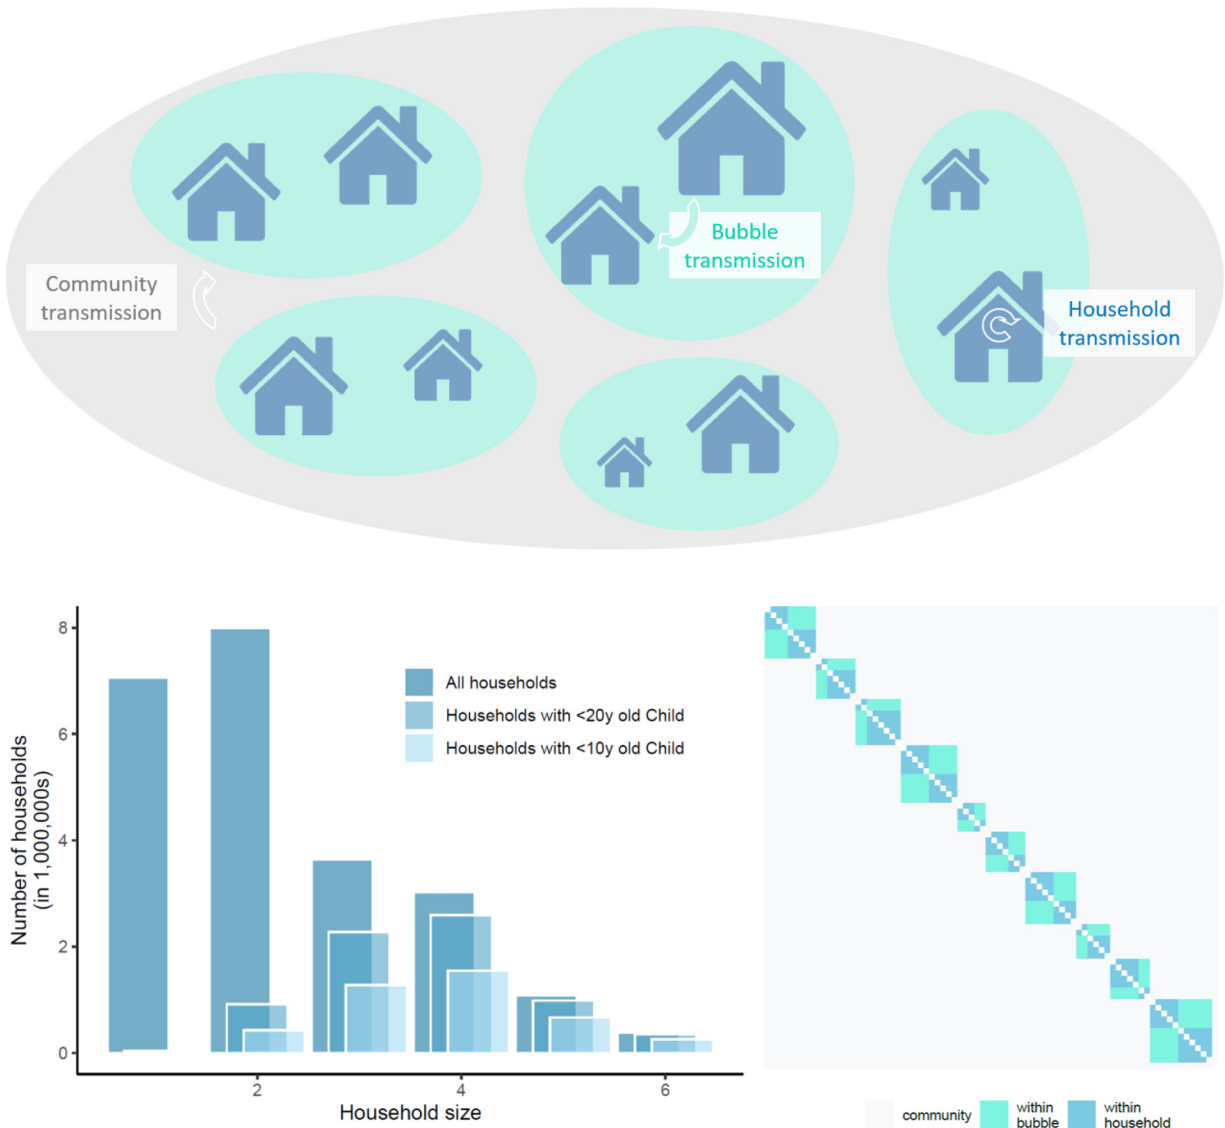 Bubble
transmission
Community
transmission
Household
transmission
8
6
4
2
0
Number of households
(in 1,000,000s)
All households
Households with <20y old Child
Households with <10y old Child
2
4
6
Household size
community
within
bubble
within
household